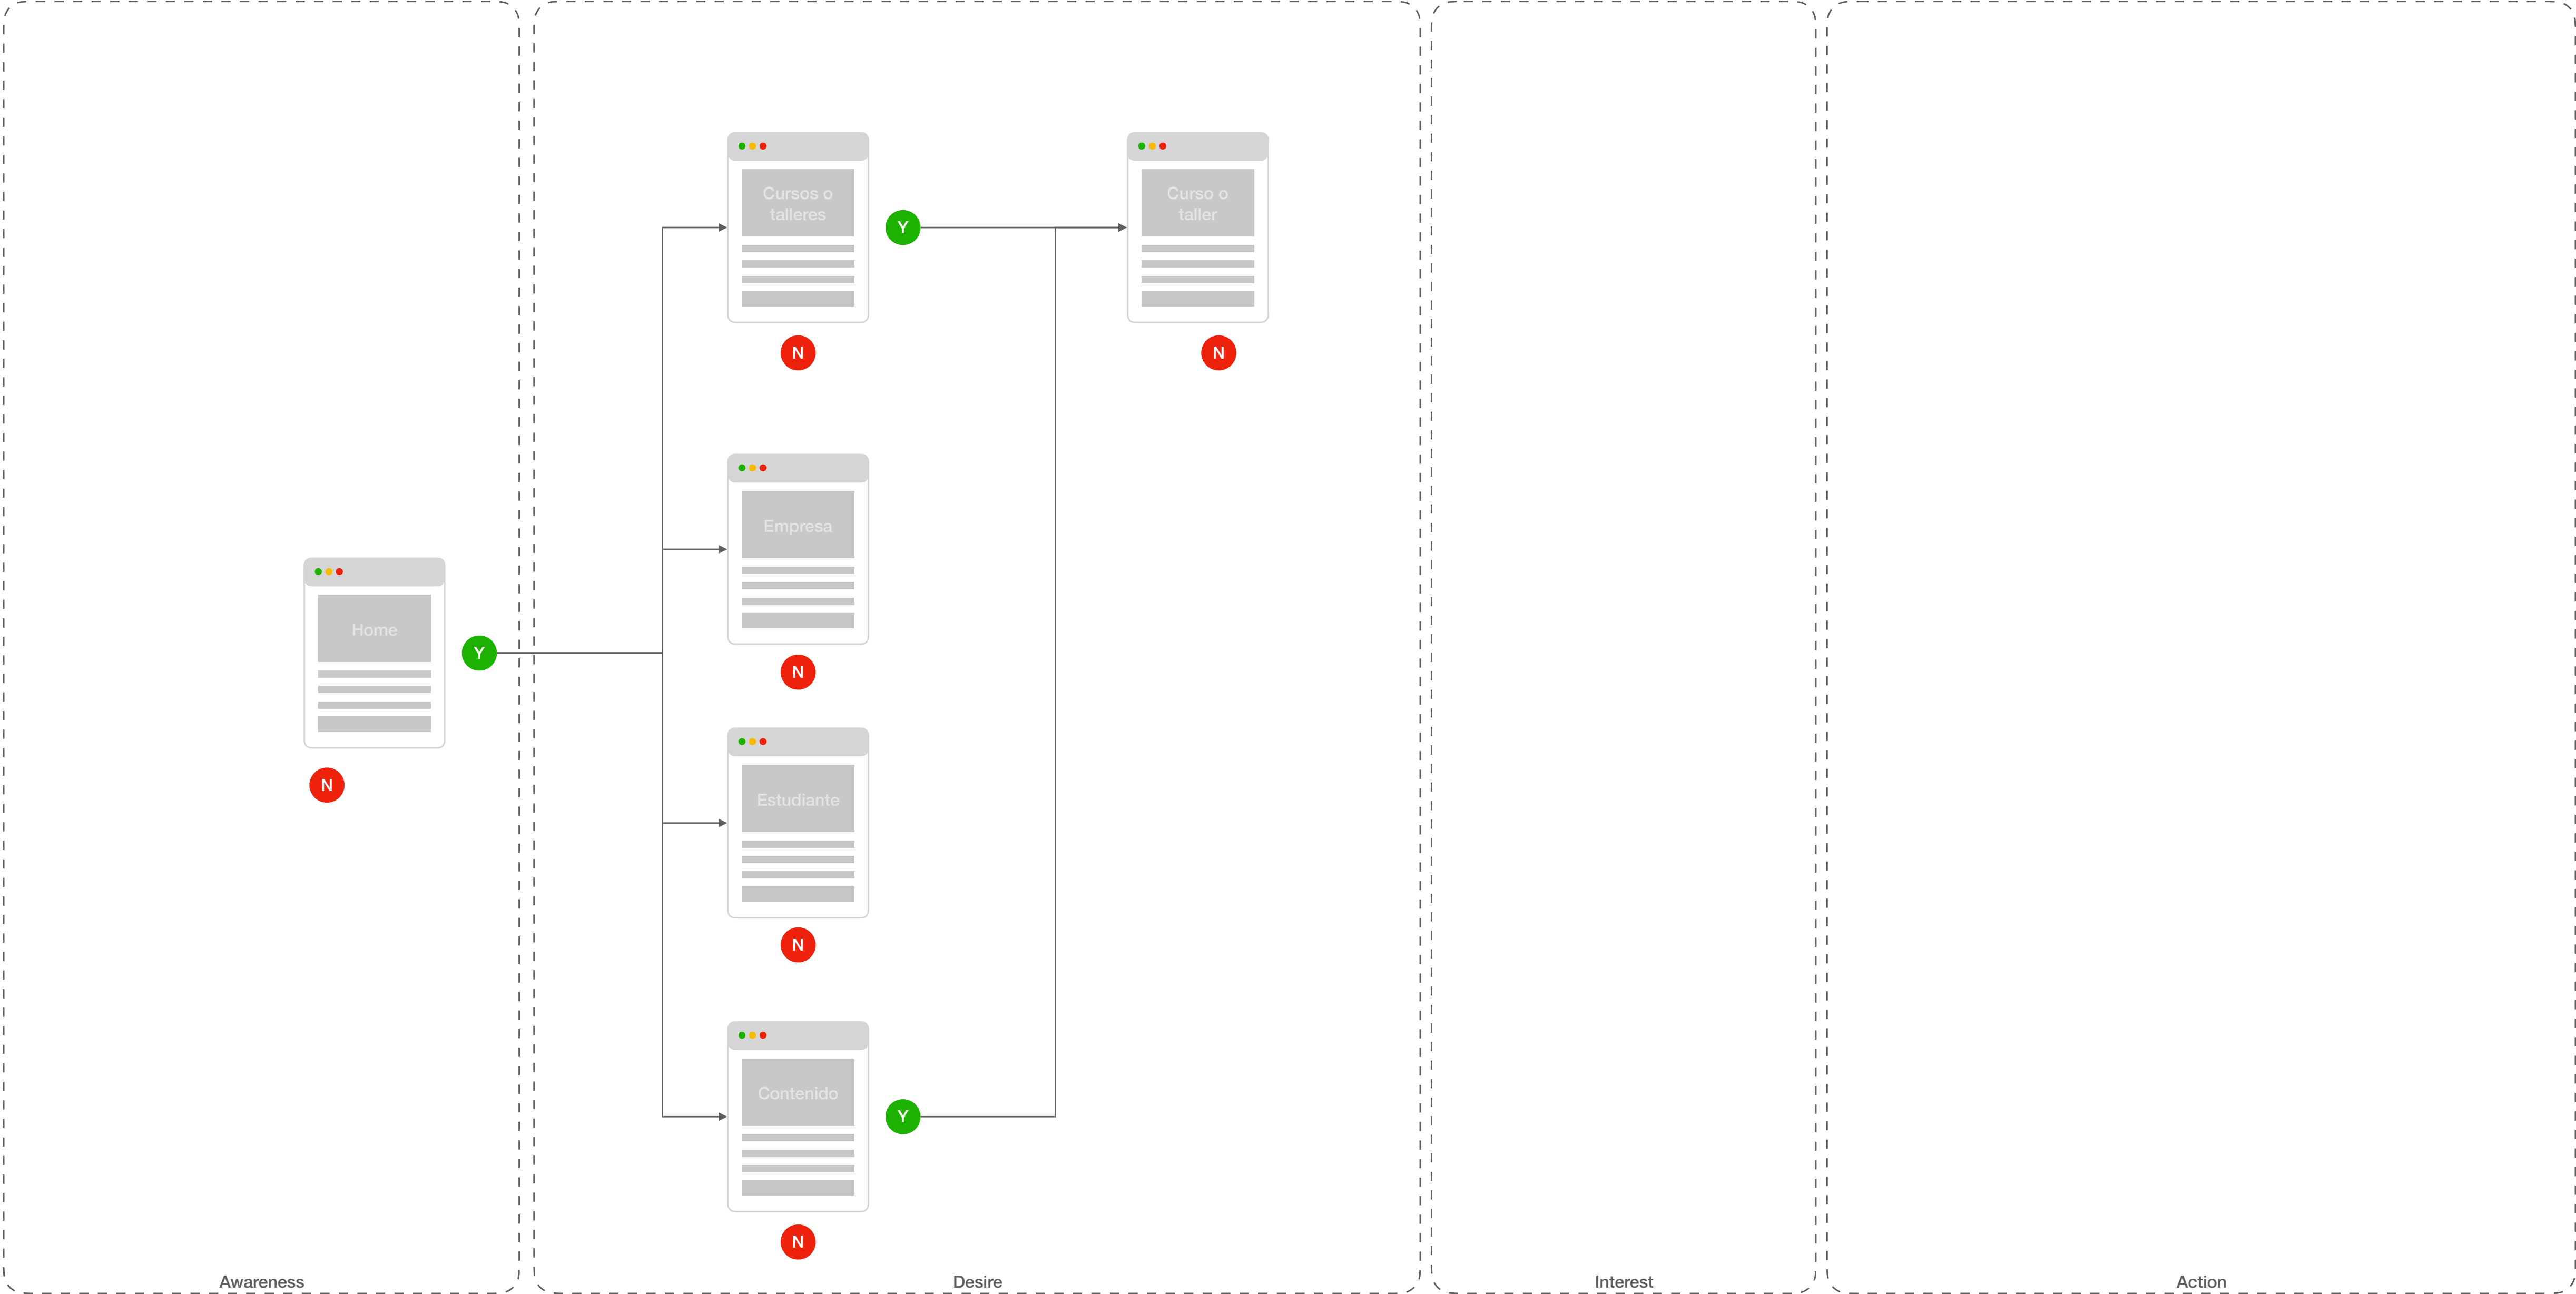 Home
Y
N
Cursos o
talleres
Y
N
Curso o
taller
N
Empresa
N
Estudiante
N
Contenido
Y
N
Awareness
Desire
Interest
Action